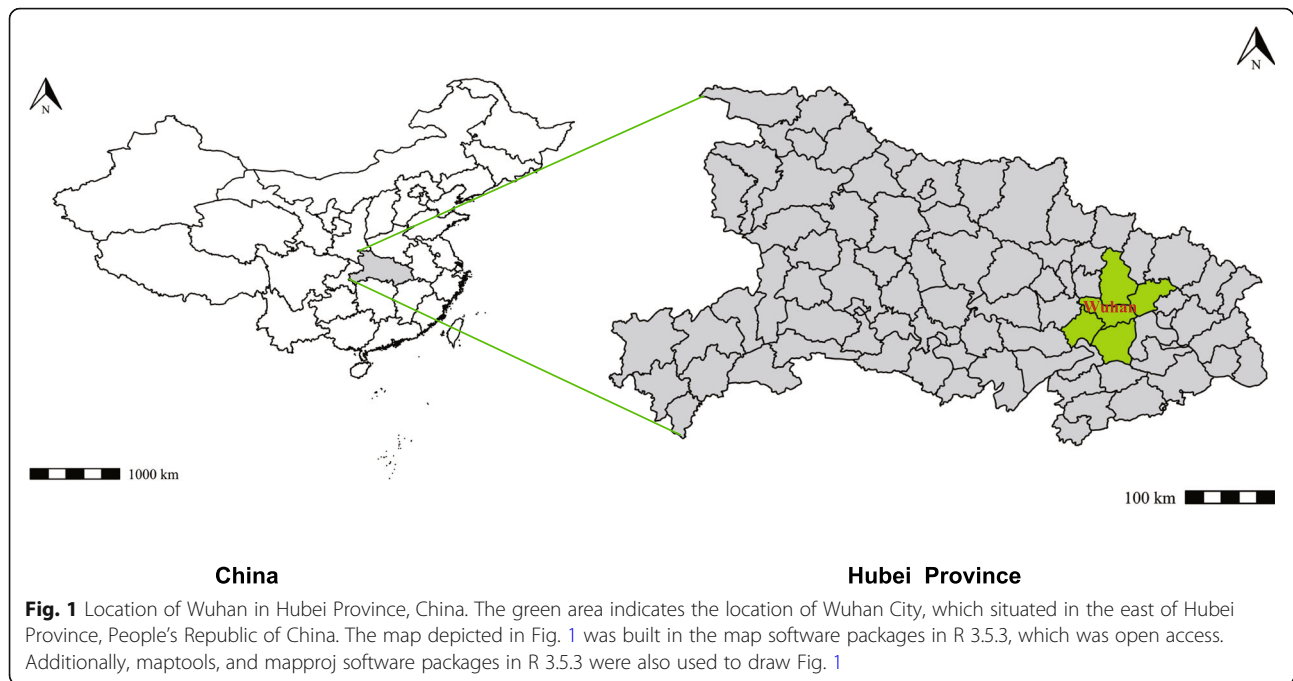 N
N
Wuhan
1000 km
100 km
China
Hubei Province
Fig. 1 Location of Wuhan in Hubei Province, China. The green area indicates the location of Wuhan City, which situated in the east of Hubei
Province, People's Republic of China. The map depicted in Fig. 1 was built in the map software packages in R 3.5.3, which was open access.
Additionally, maptools, and mapproj software packages in R 3.5.3 were also used to draw Fig. 1